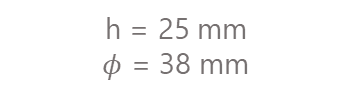 h = 25 mm
ϕ = 38 mm